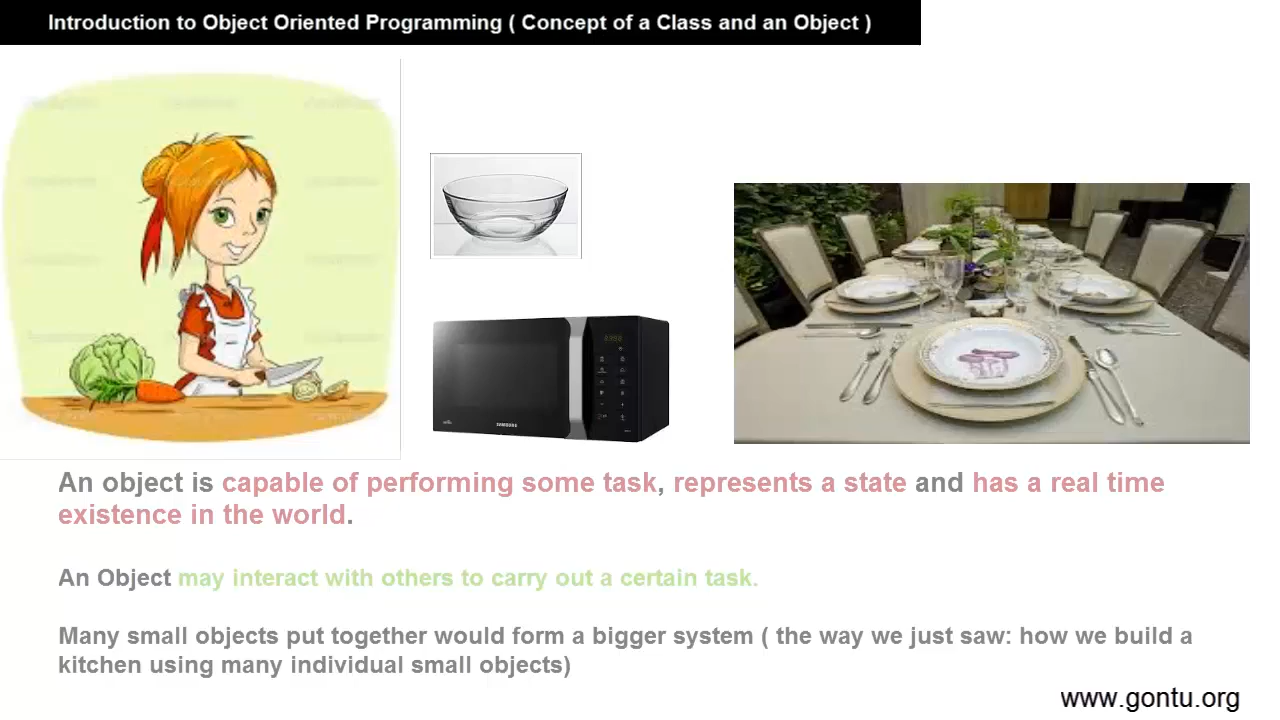 Introduction to Object Oriented Programming ( Concept of a Class and an Object )
SAMSUNG
An object is capable of performing some task, represents a state and has a real time
existence in the world.
An Object may interact with others to carry out a certain task.
Many small objects put together would form a bigger system ( the way we just saw: how we build a
kitchen using many individual small objects)
www.gontu.org